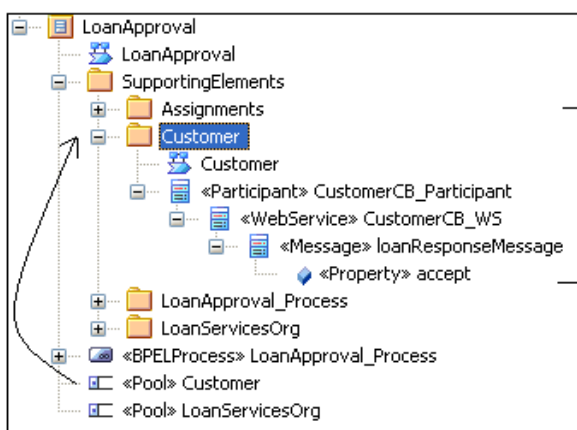 LoanApproval
LoanApproval
SupportingElements
Assignments
Customer
Customer
«Participant» CustomerCB_Participant
«WebService» CustomerCB_WS
«Message» loanResponseMessage
«Property» accept
LoanApproval_Process
LoanServicesOrg
«BPELProcess» LoanApproval_Process
«Pool» Customer
«Pool» LoanServicesOrg